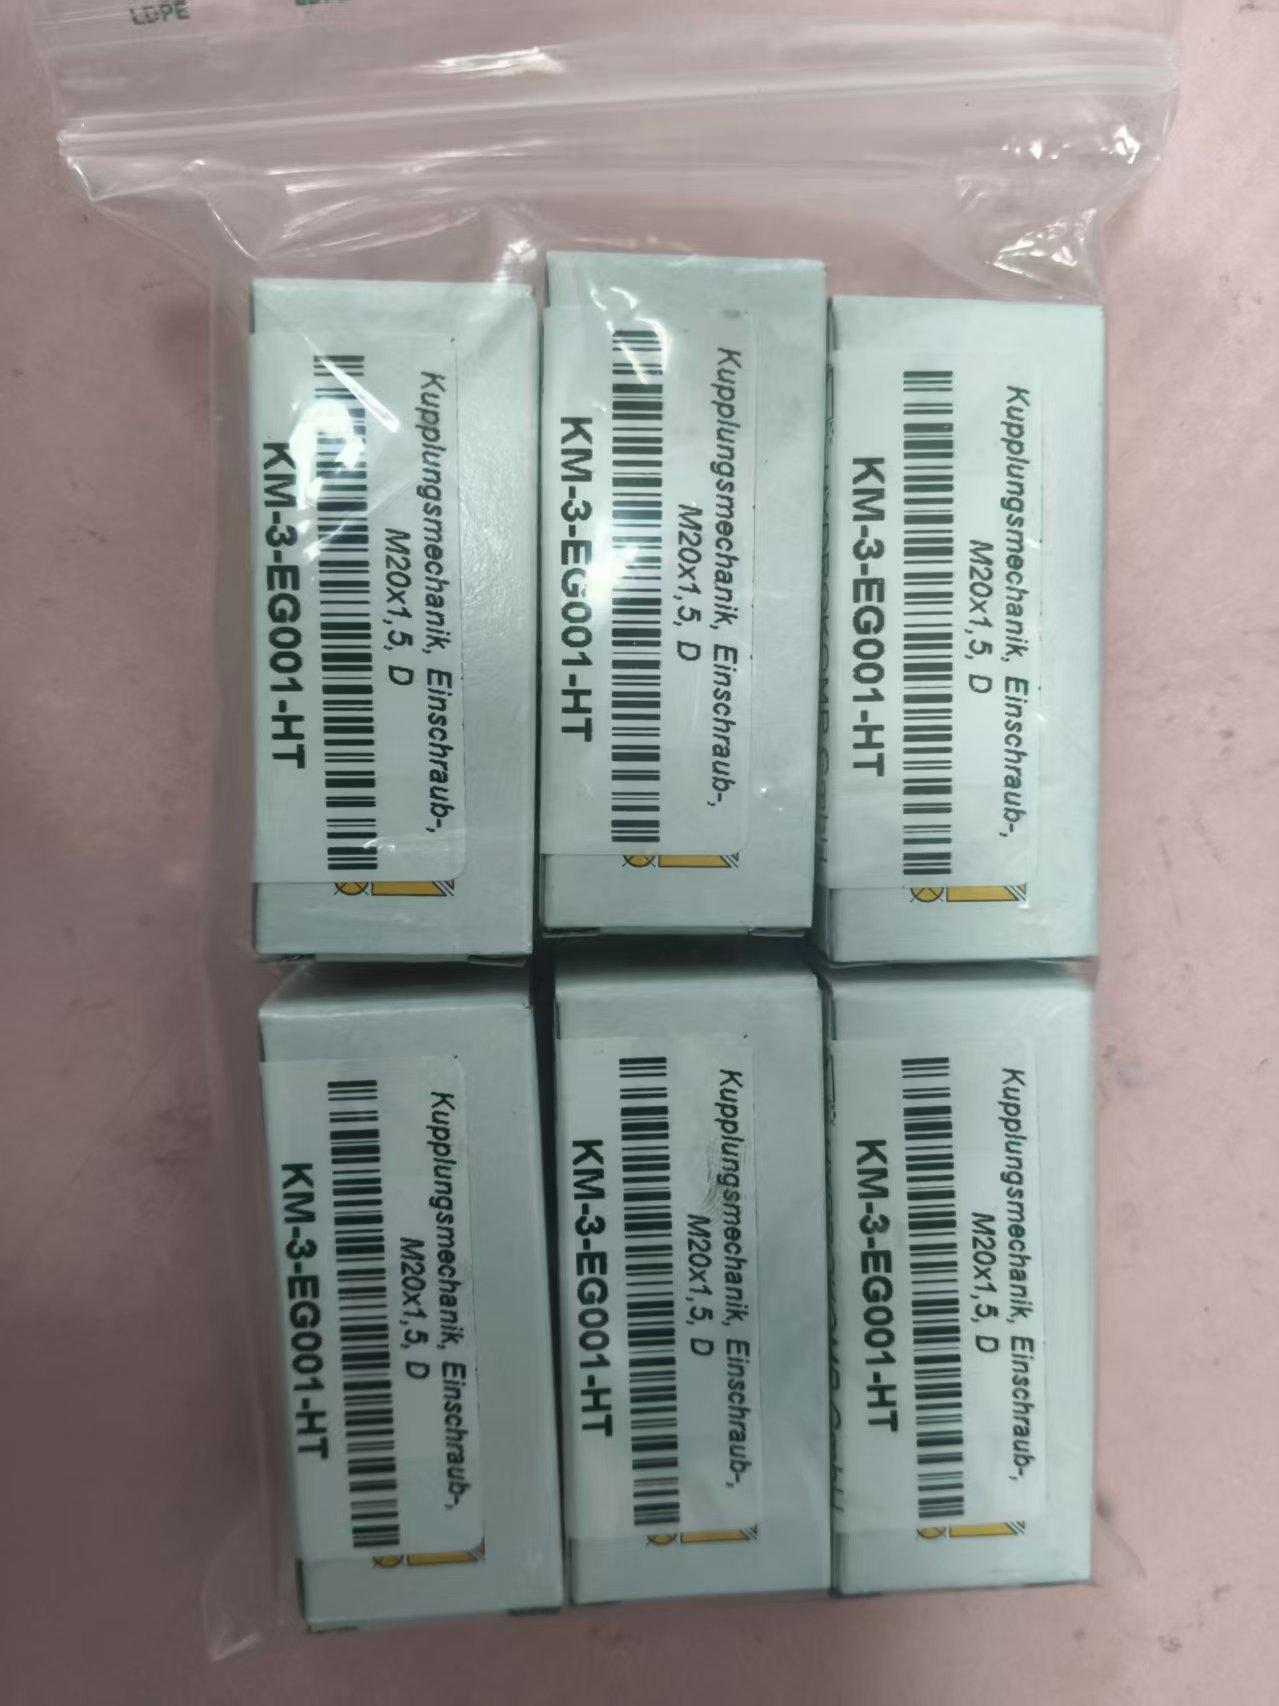 LDPE
Kupplungsmechanik, Einschraub-,
M20x1,5, D
KM-3-EG001-HT
Kupplungsmechanik, Einschraub-,
M20x1,5, D
KM-3-EG001-HT
Kupplungsmechanik, Einschraub-,
M20x1,5, D
KM-3-EG001-HT
Kupplungsmechanik, Einschraub-,
M20x1,5, D
KM-3-EG001-HT
Kupplungsmechanik, Einschraub-,
M20x1,5, D
KM-3-EG001-HT
Kupplungsmechanik, Einschraub-,
M20x1,5, D
KM-3-EG001-HT